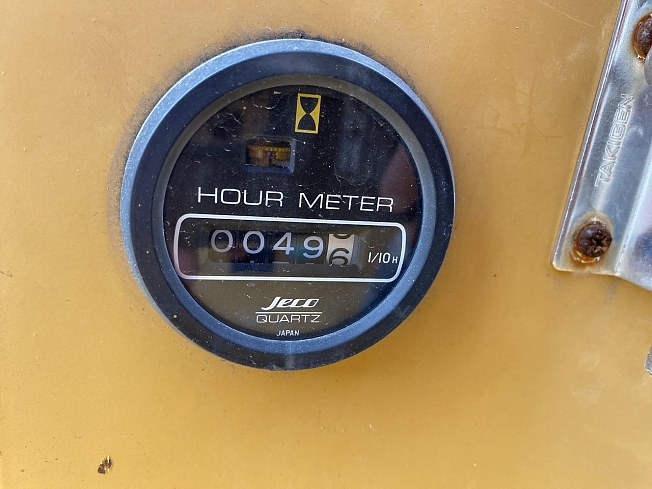 HOUR METER
00496 1/10H
Jeco
QUARTZ
JAPAN
TAKIGEN